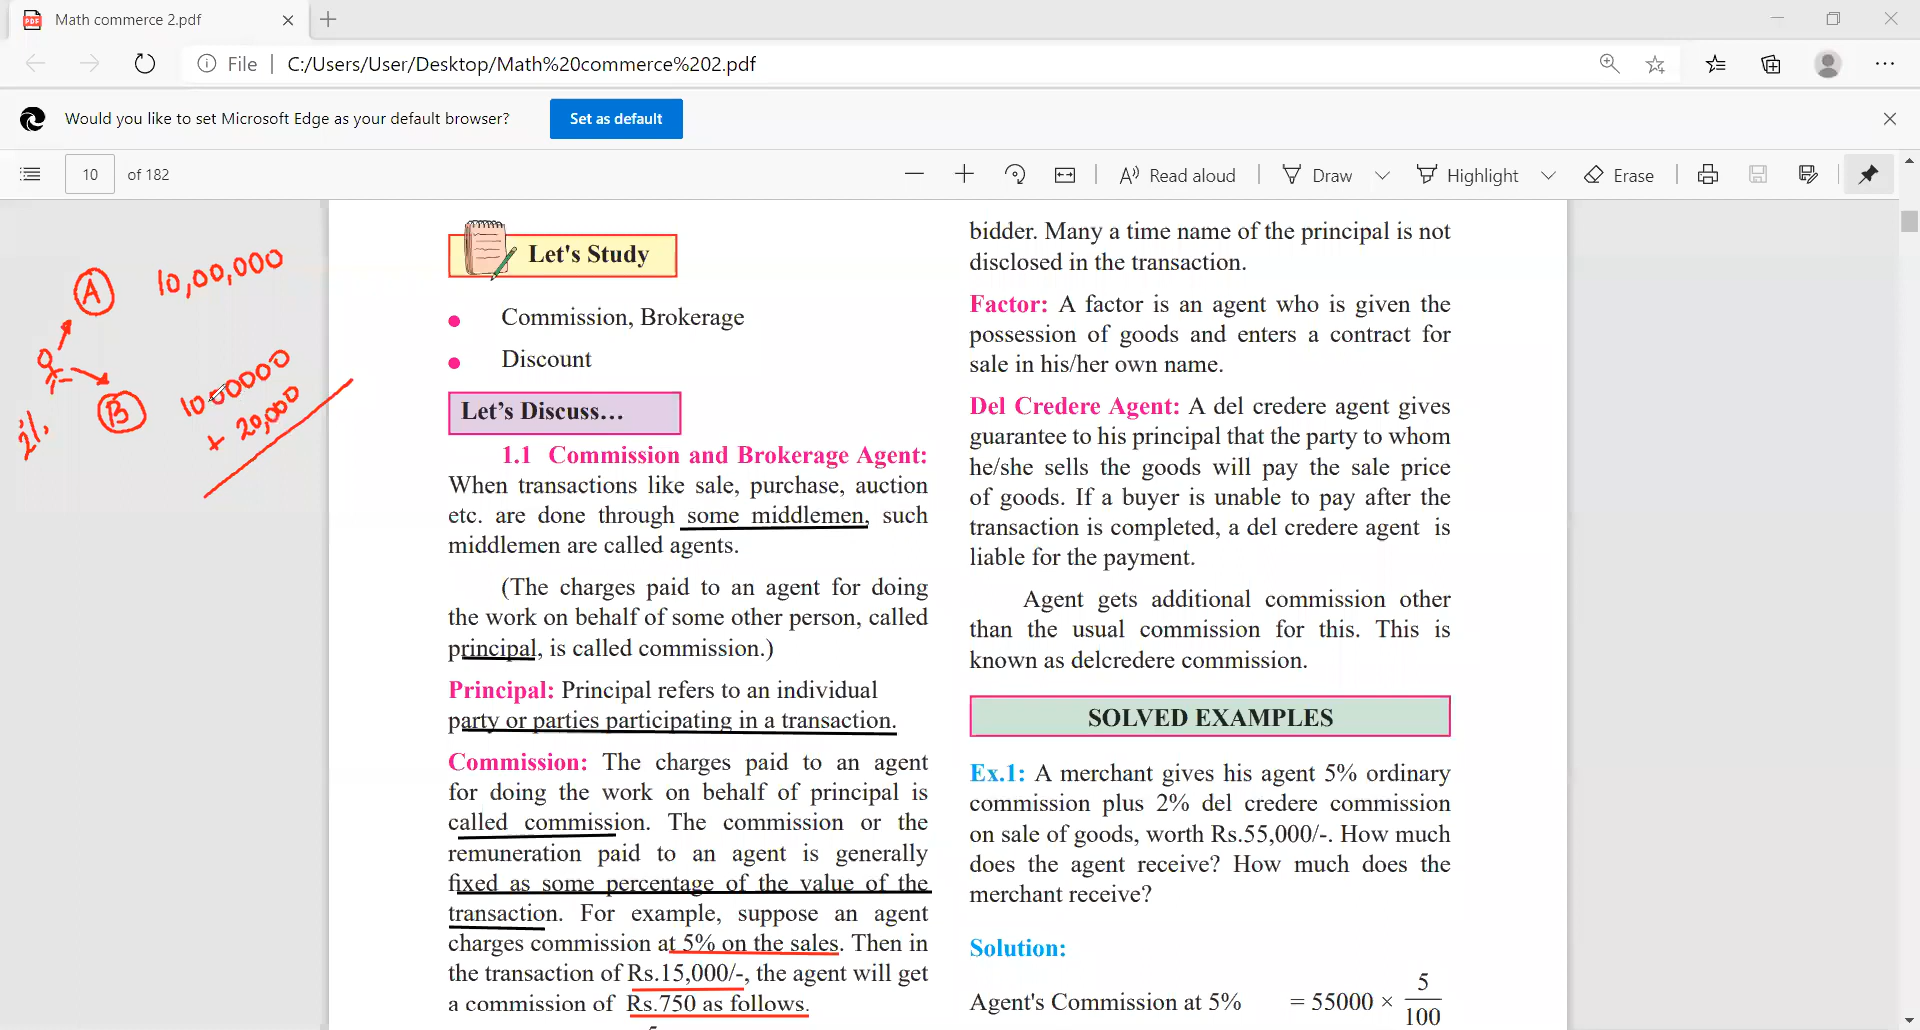 Math commerce 2.pdf
File | C:/Users/User/Desktop/Math%20commerce%202.pdf
Would you like to set Microsoft Edge as your default browser?
Set as default
10 of 182
Read aloud
Draw
Highlight
Erase
A 10,00,000
B 1000000
+ 20,000
2%
Let's Study
Commission, Brokerage
Discount
Let's Discuss...
1.1 Commission and Brokerage Agent:
When transactions like sale, purchase, auction
etc. are done through some middlemen, such
middlemen are called agents.
(The charges paid to an agent for doing
the work on behalf of some other person, called
principal, is called commission.)
Principal: Principal refers to an individual
party or parties participating in a transaction.
Commission: The charges paid to an agent
for doing the work on behalf of principal is
called commission. The commission or the
remuneration paid to an agent is generally
fixed as some percentage of the value of the
transaction. For example, suppose an agent
charges commission at 5% on the sales. Then in
the transaction of Rs.15,000/-, the agent will get
a commission of Rs.750 as follows.
bidder. Many a time name of the principal is not
disclosed in the transaction.
Factor: A factor is an agent who is given the
possession of goods and enters a contract for
sale in his/her own name.
Del Credere Agent: A del credere agent gives
guarantee to his principal that the party to whom
he/she sells the goods will pay the sale price
of goods. If a buyer is unable to pay after the
transaction is completed, a del credere agent is
liable for the payment.
Agent gets additional commission other
than the usual commission for this. This is
known as delcredere commission.
SOLVED EXAMPLES
Ex.1: A merchant gives his agent 5% ordinary
commission plus 2% del credere commission
on sale of goods, worth Rs.55,000/-. How much
does the agent receive? How much does the
merchant receive?
Solution:
Agent's Commission at 5% = 55000 × 5/100